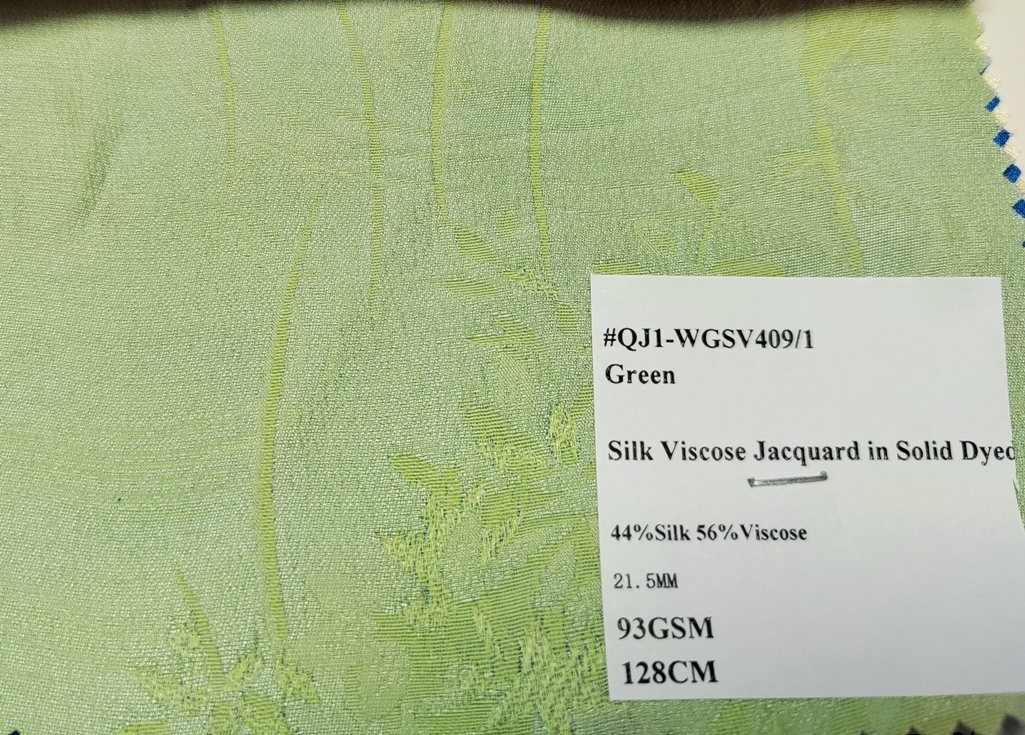 #QJ1-WGSV409/1
Green
Silk Viscose Jacquard in Solid Dyed
44%Silk 56%Viscose
21.5MM
93GSM
128CM